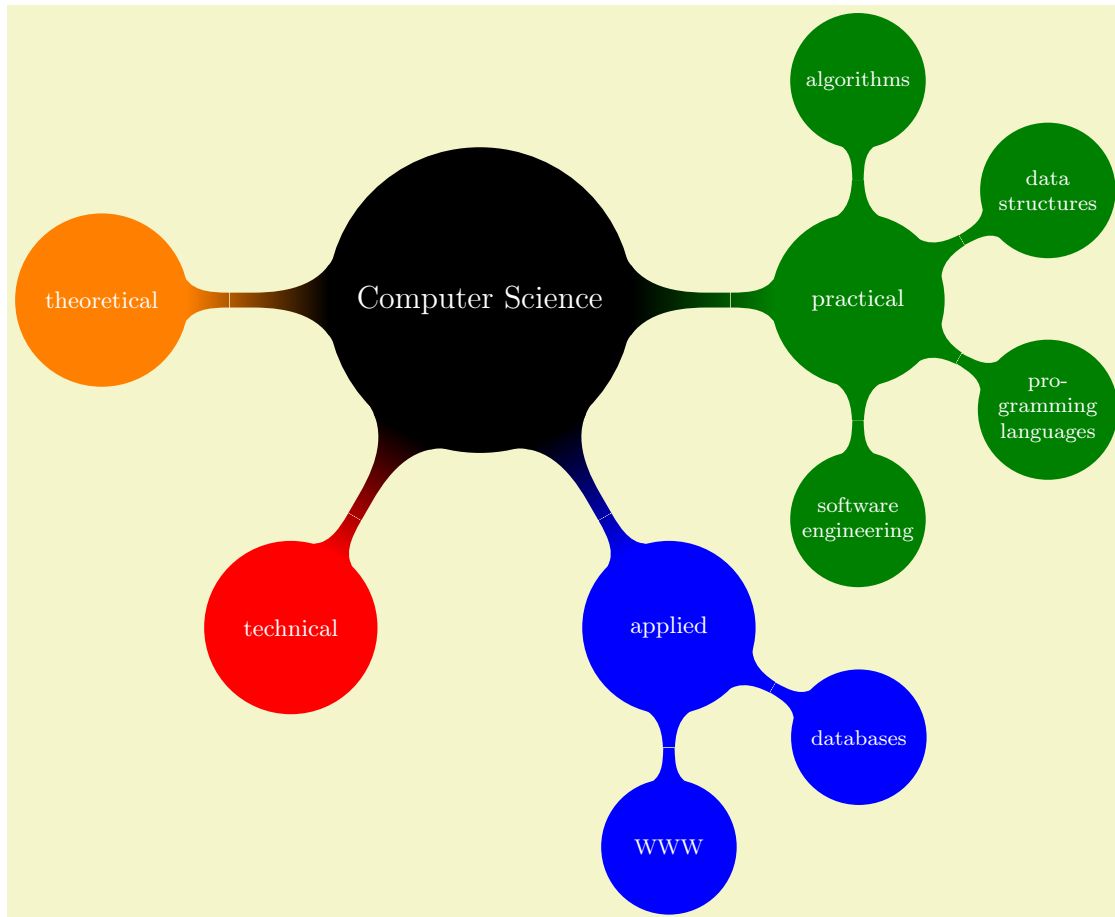 algorithms
data
structures
Computer Science
practical
theoretical
pro-
gramming
languages
software
engineering
technical
applied
databases
WWW